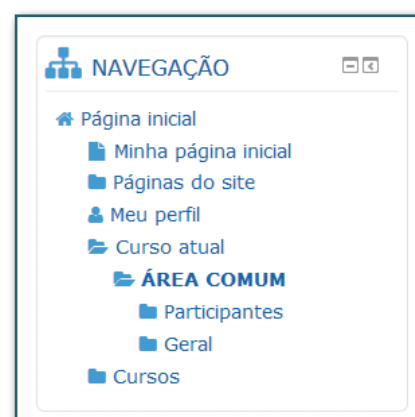 NAVEGAÇÃO
Página inicial
Minha página inicial
Páginas do site
Meu perfil
Curso atual
ÁREA COMUM
Participantes
Geral
Cursos